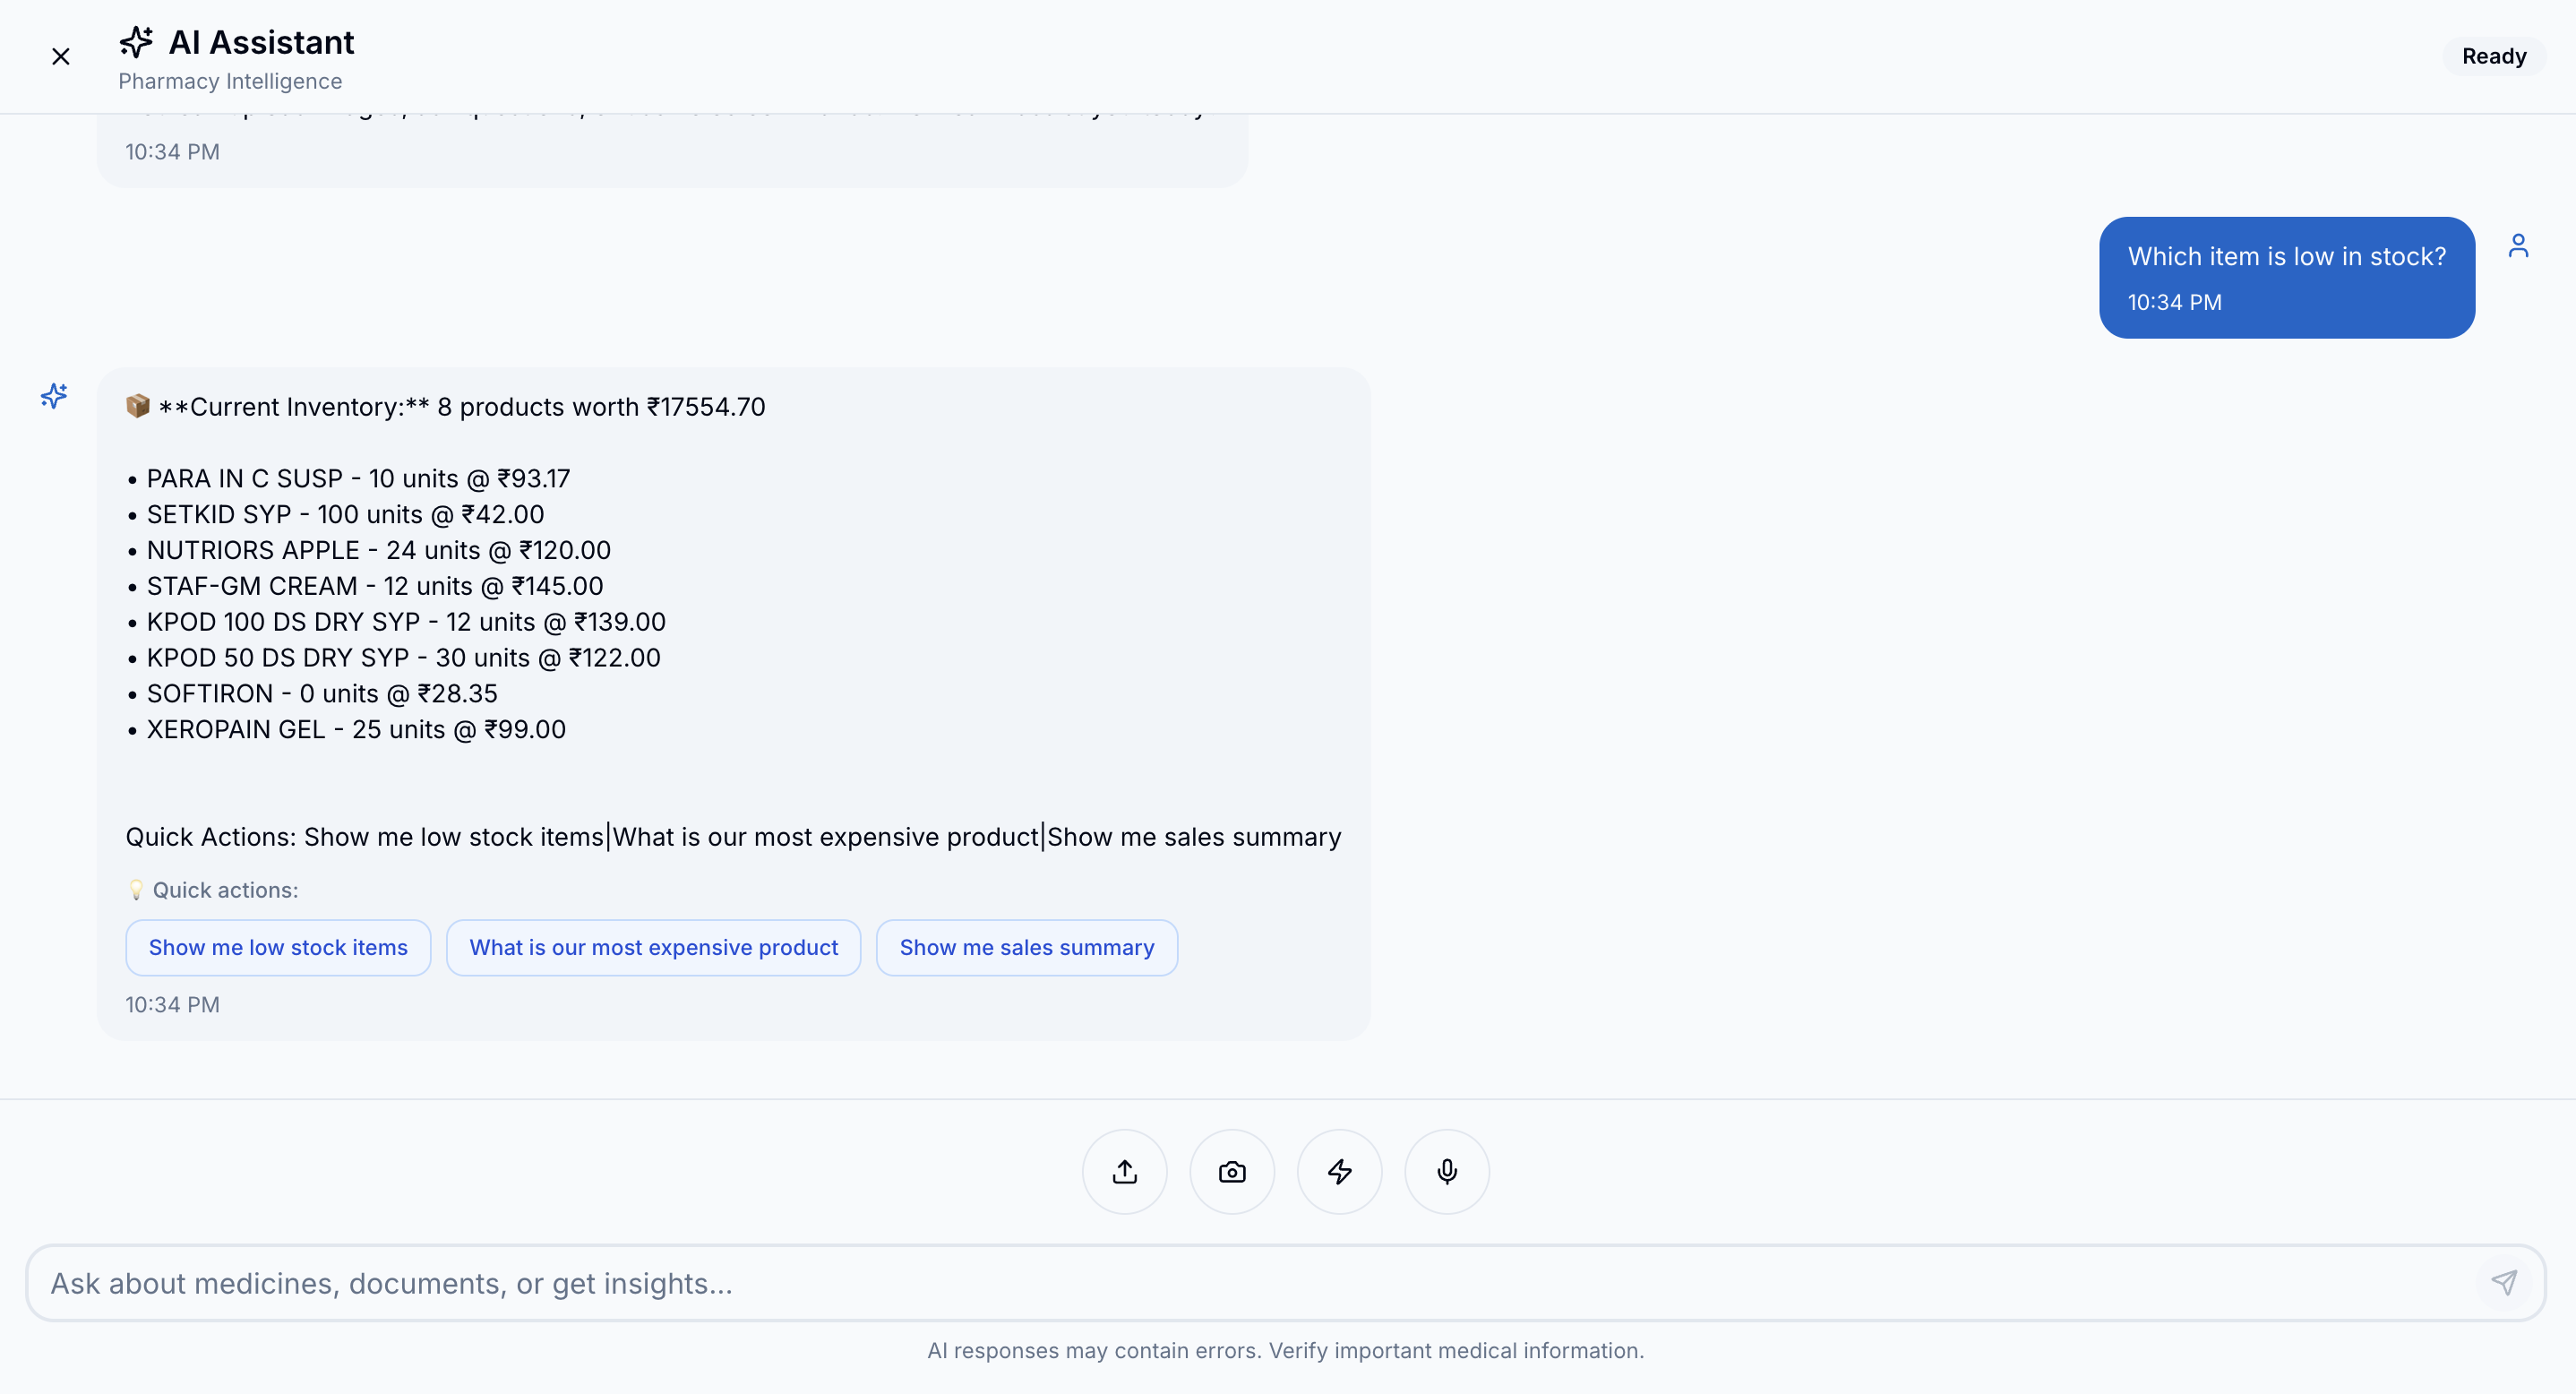 AI Assistant
Pharmacy Intelligence
Ready
10:34 PM
Which item is low in stock?
10:34 PM
📦 **Current Inventory:** 8 products worth ₹17554.70
• PARA IN C SUSP - 10 units @ ₹93.17
• SETKID SYP - 100 units @ ₹42.00
• NUTRIORS APPLE - 24 units @ ₹120.00
• STAF-GM CREAM - 12 units @ ₹145.00
• KPOD 100 DS DRY SYP - 12 units @ ₹139.00
• KPOD 50 DS DRY SYP - 30 units @ ₹122.00
• SOFTIRON - 0 units @ ₹28.35
• XEROPAIN GEL - 25 units @ ₹99.00
Quick Actions: Show me low stock items|What is our most expensive product|Show me sales summary
💡 Quick actions:
Show me low stock items
What is our most expensive product
Show me sales summary
10:34 PM
Ask about medicines, documents, or get insights...
AI responses may contain errors. Verify important medical information.